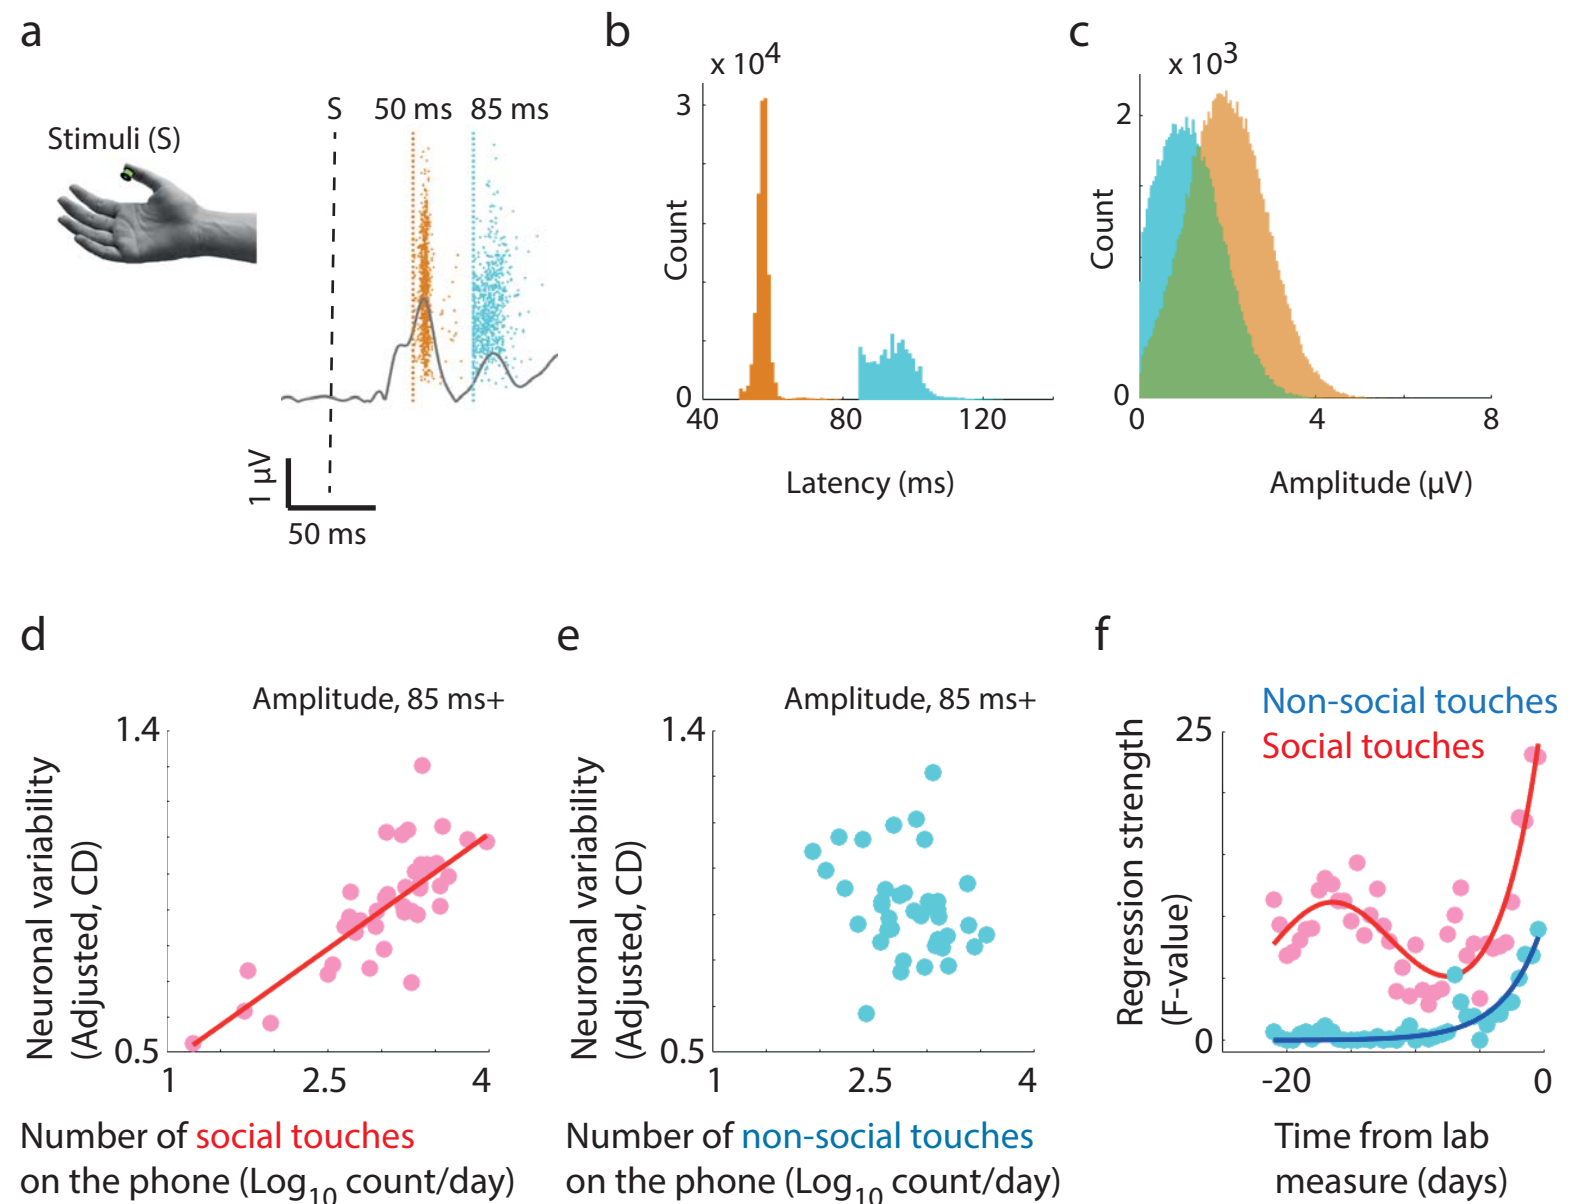 a
Stimuli (S)
S 50 ms 85 ms
1 µV
50 ms
b
x 10⁴
3
0
Count
40 80 120
Latency (ms)
c
x 10³
2
0
Count
0 4 8
Amplitude (µV)
d
Amplitude, 85 ms+
1.4
0.5
Neuronal variability
(Adjusted, CD)
1 2.5 4
Number of social touches
on the phone (Log₁₀ count/day)
e
Amplitude, 85 ms+
1.4
0.5
Neuronal variability
(Adjusted, CD)
1 2.5 4
Number of non-social touches
on the phone (Log₁₀ count/day)
f
Non-social touches
Social touches
25
0
Regression strength
(F-value)
-20 0
Time from lab
measure (days)